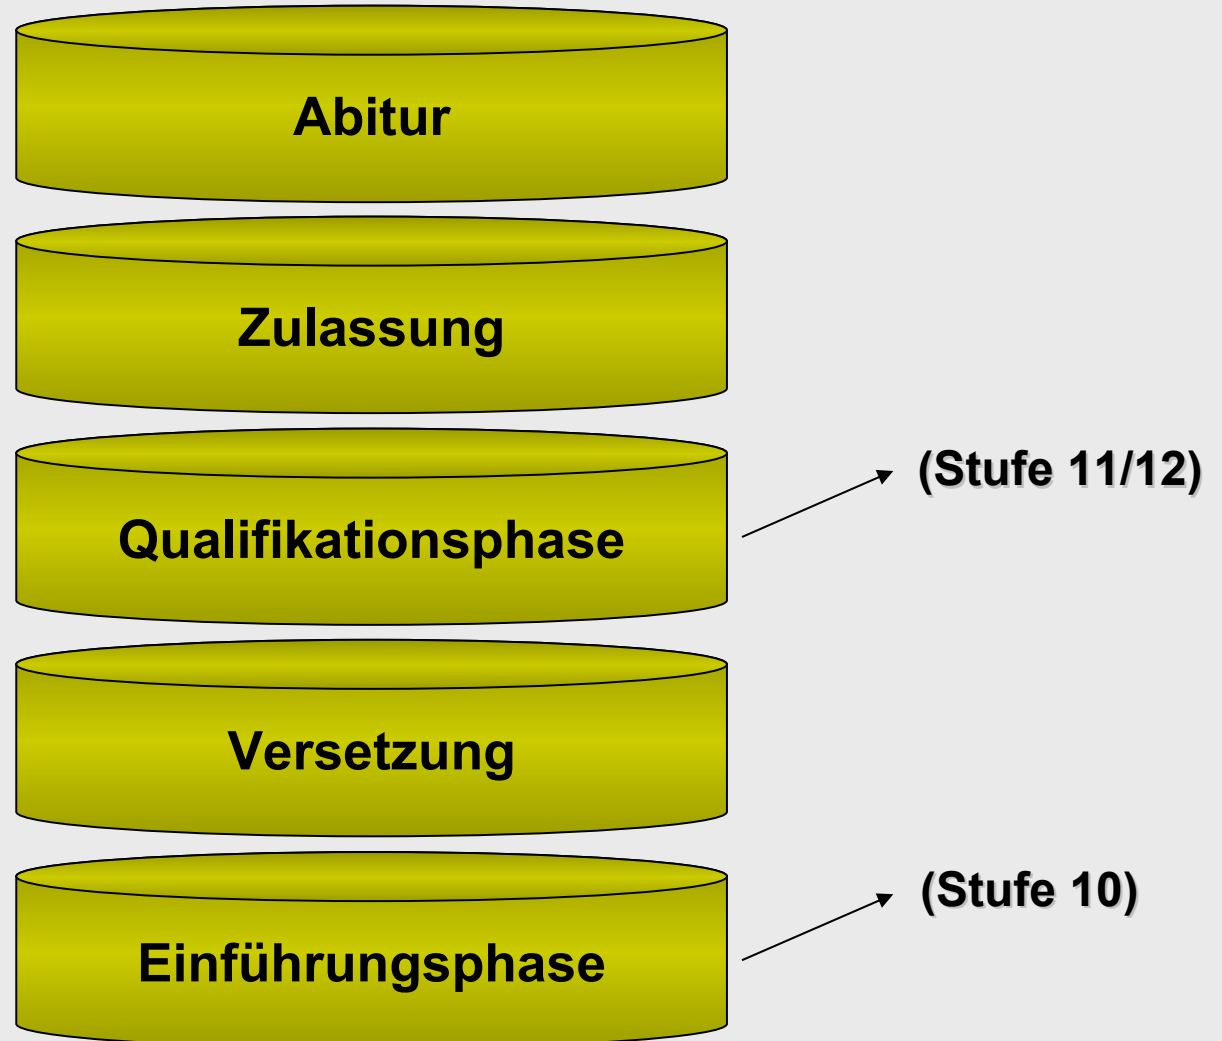 Abitur
Zulassung
(Stufe 11/12)
Qualifikationsphase
Versetzung
(Stufe 10)
Einführungsphase